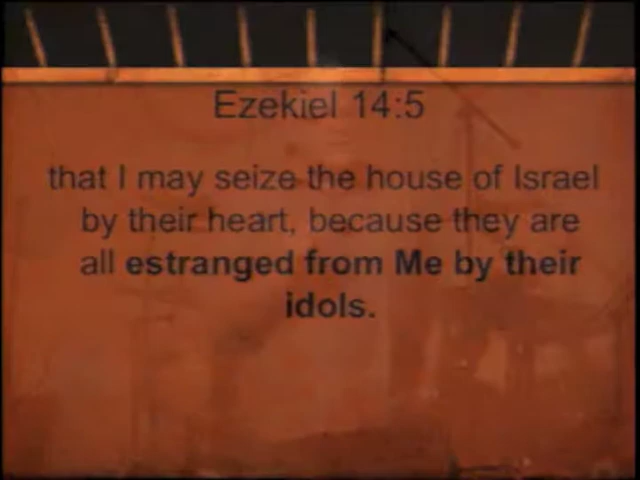 Ezekiel 14:5
that I may seize the house of Israel
by their heart, because they are
all estranged from Me by their
idols.